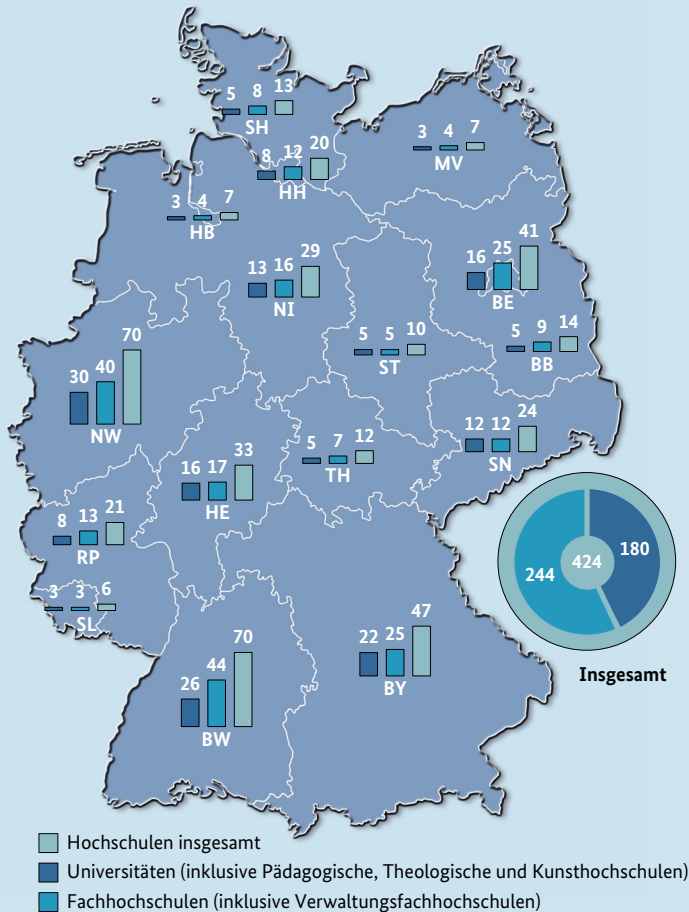 5 8 13
SH
8 12 20
HH
3 4 7
MV
3 4 7
HB
13 16 29
NI
16 25 41
BE
5 5 10
ST
5 9 14
BB
30 40 70
NW
12 12 24
SN
5 7 12
TH
16 17 33
HE
8 13 21
RP
3 3 6
SL
244 424 180
Insgesamt
22 25 47
BY
26 44 70
BW
Hochschulen insgesamt
Universitäten (inklusive Pädagogische, Theologische und Kunsthochschulen)
Fachhochschulen (inklusive Verwaltungsfachhochschulen)